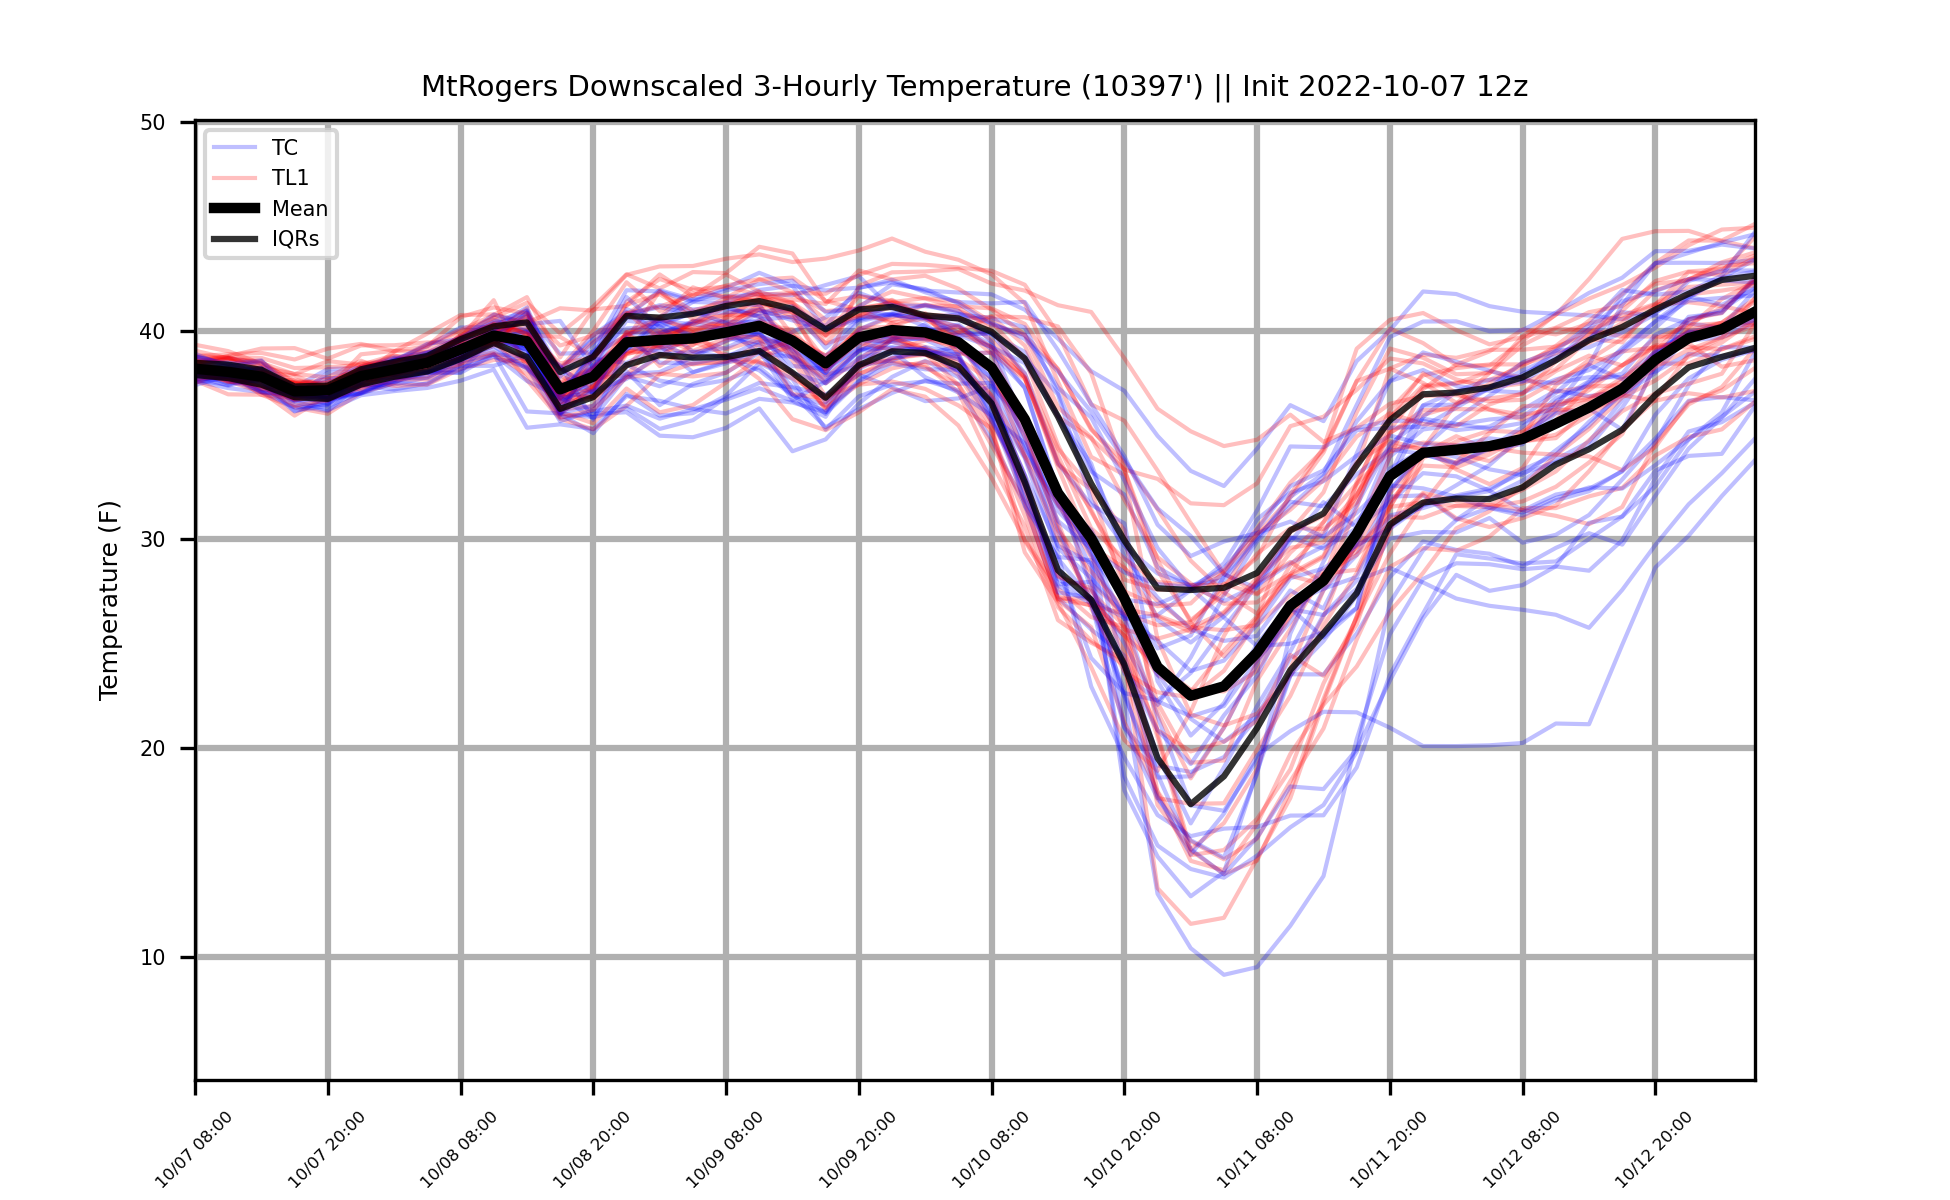 MtRogers Downscaled 3-Hourly Temperature (10397') || Init 2022-10-07 12z
50
40
30
20
10
Temperature (F)
TC
TL1
Mean
IQRs
10/07 08:00
10/07 20:00
10/08 08:00
10/08 20:00
10/09 08:00
10/09 20:00
10/10 08:00
10/10 20:00
10/11 08:00
10/11 20:00
10/12 08:00
10/12 20:00